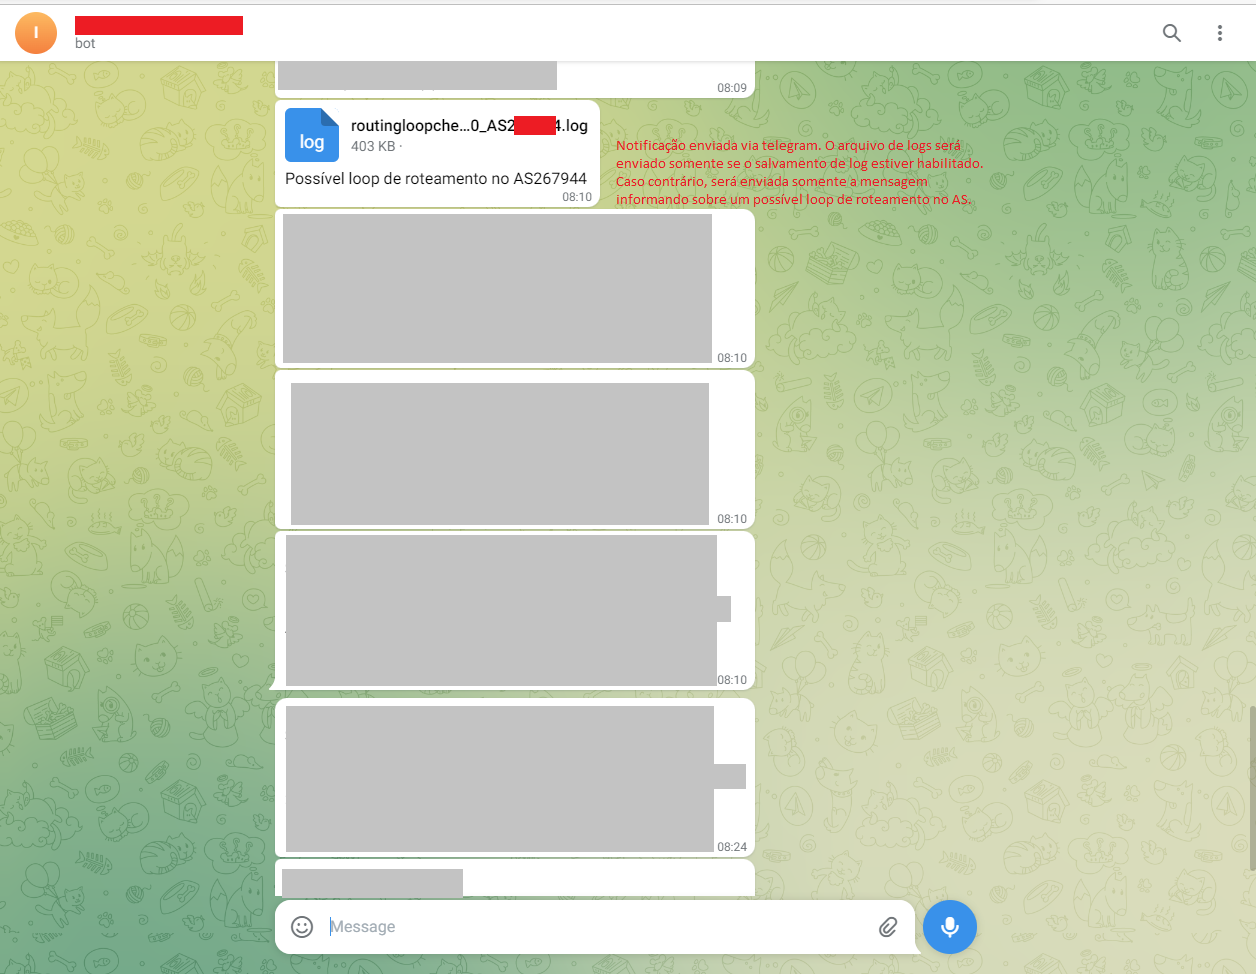 I
bot
08:09
log
routingloopche...0_AS2 4.log
403 KB ·
Possível loop de roteamento no AS267944
08:10
Notificação enviada via telegram. O arquivo de logs será
enviado somente se o salvamento de log estiver habilitado.
Caso contrário, será enviada somente a mensagem
informando sobre um possível loop de roteamento no AS.
08:10
08:10
08:10
08:24
Message